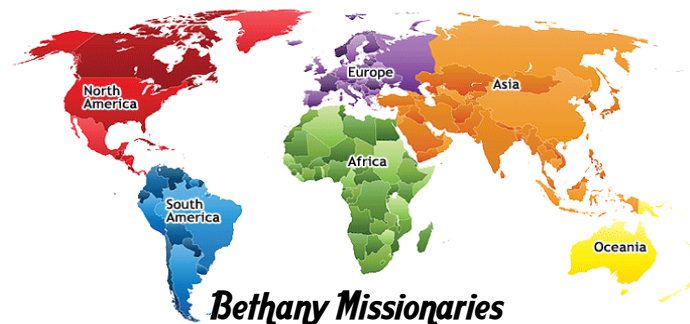 Europe
Asia
North
America
Africa
South
America
Oceania
Bethany Missionaries